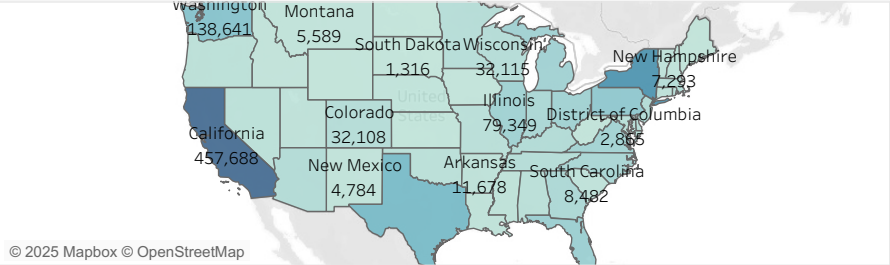 Washington
138,641
Montana
5,589
South Dakota
1,316
Wisconsin
32,115
New Hampshire
7,293
United
States
Colorado
32,108
Illinois
79,349
District of Columbia
2,865
California
457,688
New Mexico
4,784
Arkansas
11,678
South Carolina
8,482
© 2025 Mapbox © OpenStreetMap